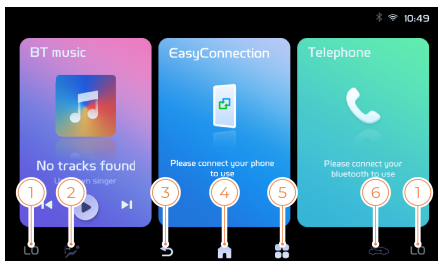 10:49
BT music
EasyConnection
Telephone
No tracks found
Please connect your phone
to use
Please connect your
bluetooth to use
1
2
3
4
5
6
1
LO
LO